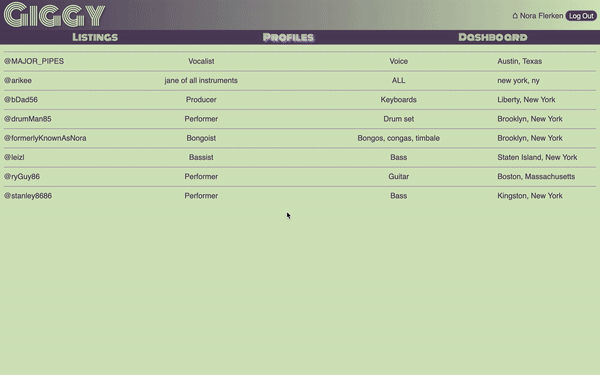 GIGGY
Nora Flerken Log Out
LISTINGS PROFILES DASHBOARD
@MAJOR_PIPES Vocalist Voice Austin, Texas
@arikee jane of all instruments ALL new york, ny
@bDad56 Producer Keyboards Liberty, New York
@drumMan85 Performer Drum set Brooklyn, New York
@formerlyKnownAsNora Bongoist Bongos, congas, timbale Brooklyn, New York
@leizl Bassist Bass Staten Island, New York
@ryGuy86 Performer Guitar Boston, Massachusetts
@stanley8686 Performer Bass Kingston, New York